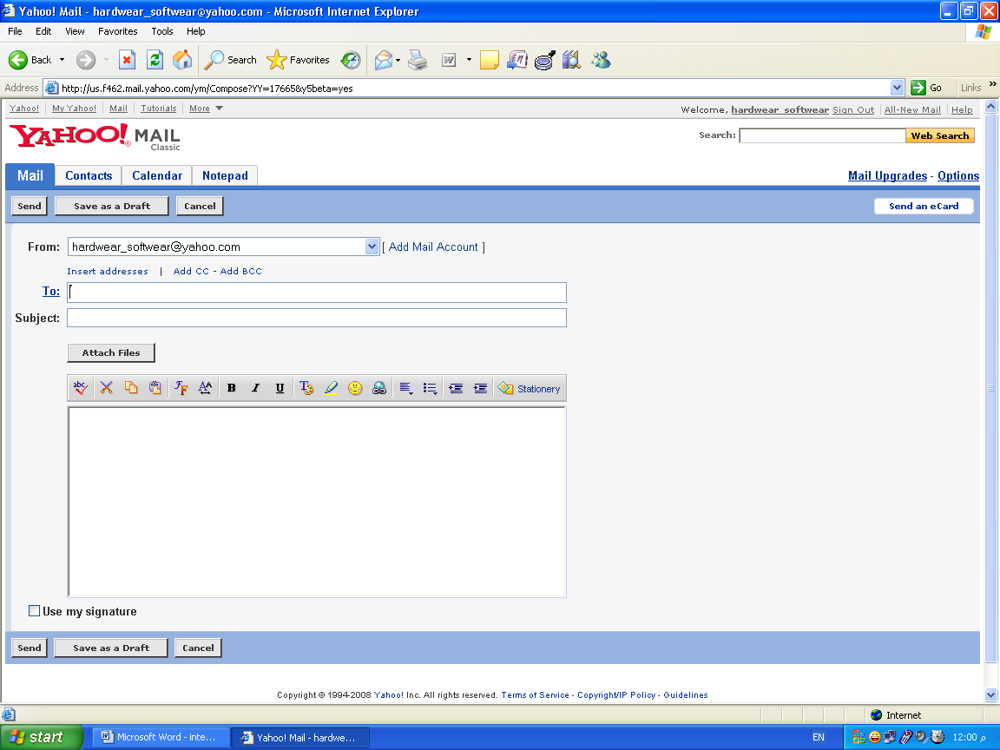 Yahoo! Mail - hardwear_softwear@yahoo.com - Microsoft Internet Explorer
File Edit View Favorites Tools Help
Back Search Favorites
Address http://us.f462.mail.yahoo.com/ym/Compose?YY=17665&y5beta=yes Go Links »
Yahoo! My Yahoo! Mail Tutorials More Welcome, hardwear_softwear Sign Out All-New Mail Help
YAHOO! MAIL Classic Search: Web Search
Mail Contacts Calendar Notepad Mail Upgrades - Options
Send Save as a Draft Cancel Send an eCard
From: hardwear_softwear@yahoo.com [ Add Mail Account ]
Insert addresses | Add CC - Add BCC
To:
Subject:
Attach Files
abc B I U Stationery
Use my signature
Send Save as a Draft Cancel
Copyright © 1994-2008 Yahoo! Inc. All rights reserved. Terms of Service - Copyright/IP Policy - Guidelines
Internet
start Microsoft Word - inte... Yahoo! Mail - hardwe... EN 12:00 م